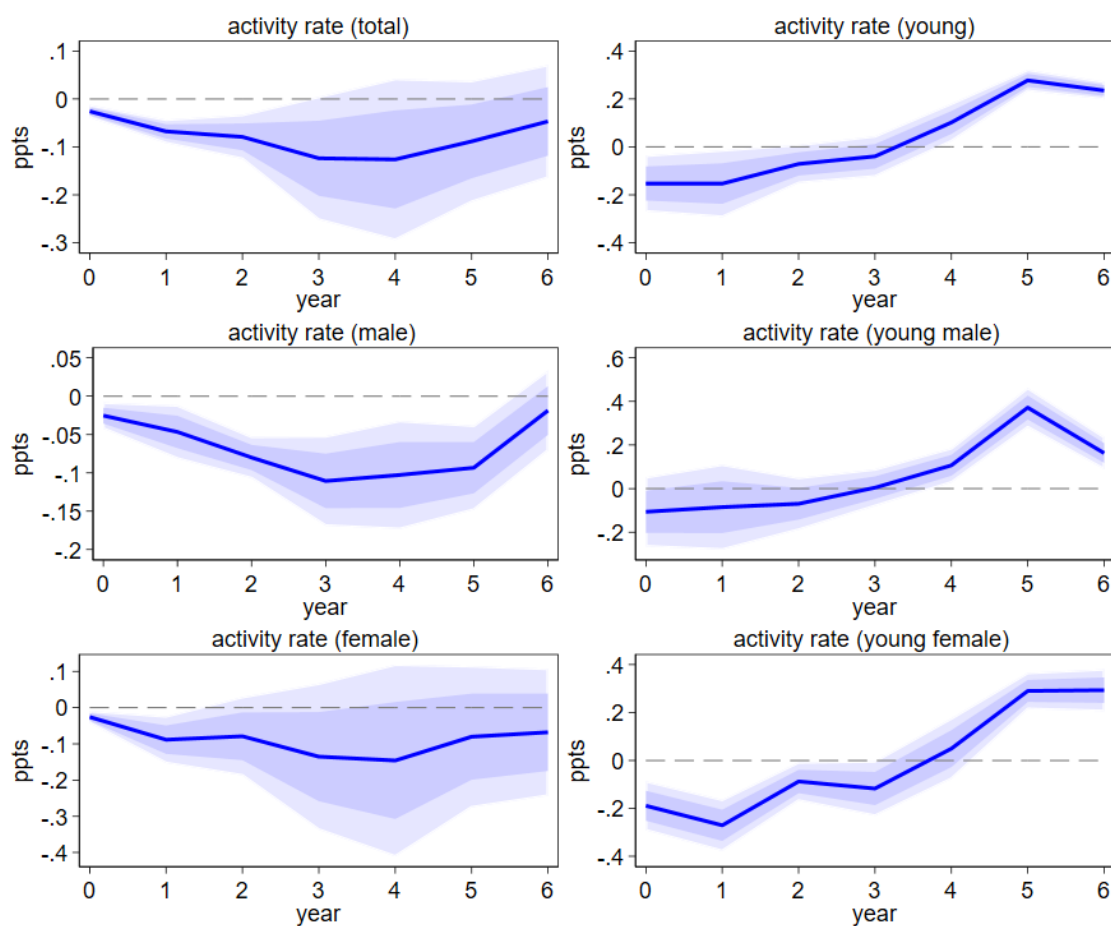 activity rate (total)
.1
0
-.1
-.2
-.3
ppts
0 1 2 3 4 5 6
year
activity rate (young)
.4
.2
0
-.2
-.4
ppts
0 1 2 3 4 5 6
year
activity rate (male)
.05
0
-.05
-.1
-.15
-.2
ppts
0 1 2 3 4 5 6
year
activity rate (young male)
.6
.4
.2
0
-.2
ppts
0 1 2 3 4 5 6
year
activity rate (female)
.1
0
-.1
-.2
-.3
-.4
ppts
0 1 2 3 4 5 6
year
activity rate (young female)
.4
.2
0
-.2
-.4
ppts
0 1 2 3 4 5 6
year